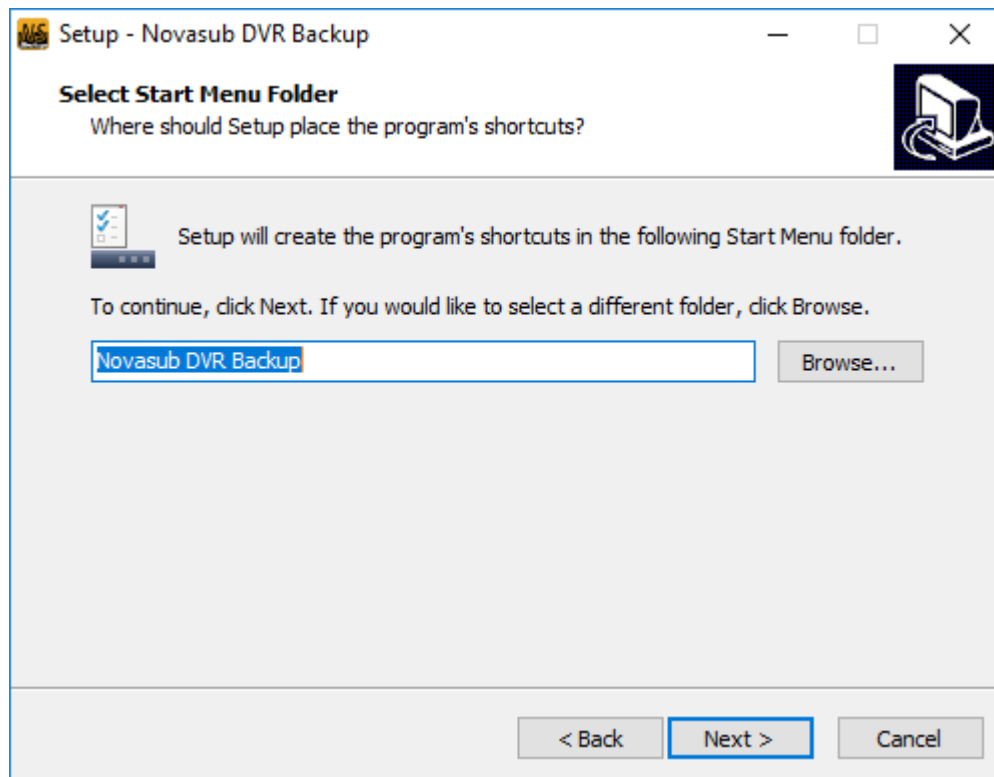 Setup - Novasub DVR Backup
Select Start Menu Folder
Where should Setup place the program's shortcuts?
Setup will create the program's shortcuts in the following Start Menu folder.
To continue, click Next. If you would like to select a different folder, click Browse.
Novasub DVR Backup
Browse...
< Back
Next >
Cancel